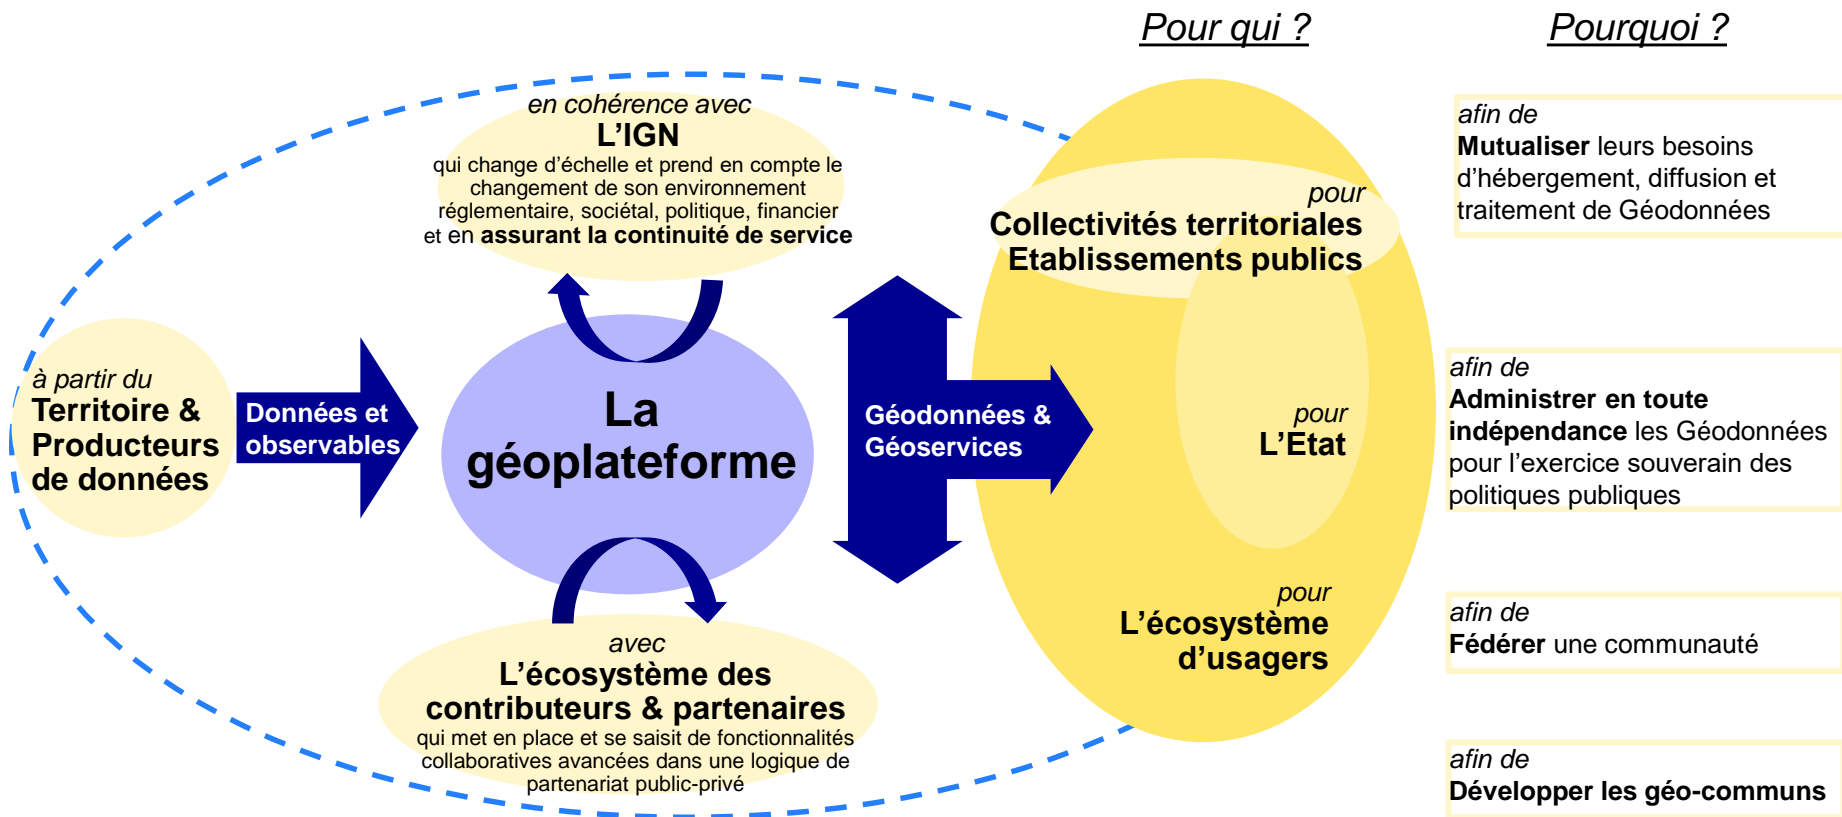 Pour qui ?
Pourquoi ?
en cohérence avec
L’IGN
qui change d’échelle et prend en compte le
changement de son environnement
réglementaire, sociétal, politique, financier
et en assurant la continuité de service
à partir du
Territoire &
Producteurs
de données
Données et
observables
La
géoplateforme
Géodonnées &
Géoservices
avec
L’écosystème des
contributeurs & partenaires
qui met en place et se saisit de fonctionnalités
collaboratives avancées dans une logique de
partenariat public-privé
pour
Collectivités territoriales
Etablissements publics
pour
L’Etat
pour
L’écosystème
d’usagers
afin de
Mutualiser leurs besoins
d’hébergement, diffusion et
traitement de Géodonnées
afin de
Administrer en toute
indépendance les Géodonnées
pour l’exercice souverain des
politiques publiques
afin de
Fédérer une communauté
afin de
Développer les géo-communs